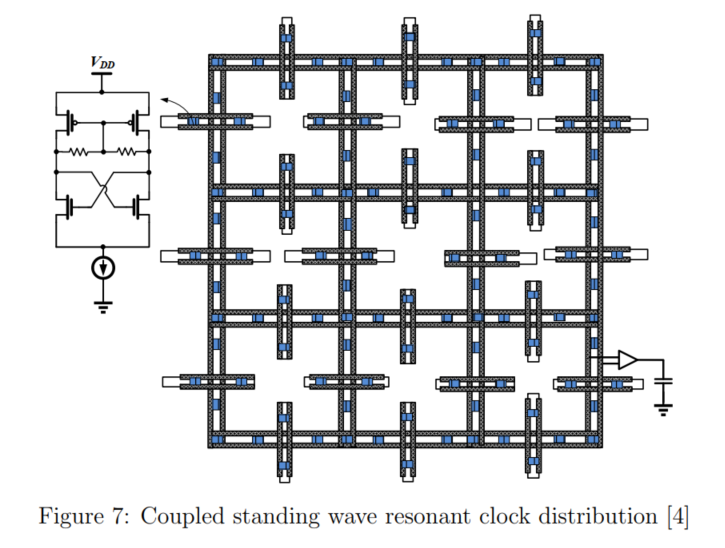 VDD
Figure 7: Coupled standing wave resonant clock distribution [4]